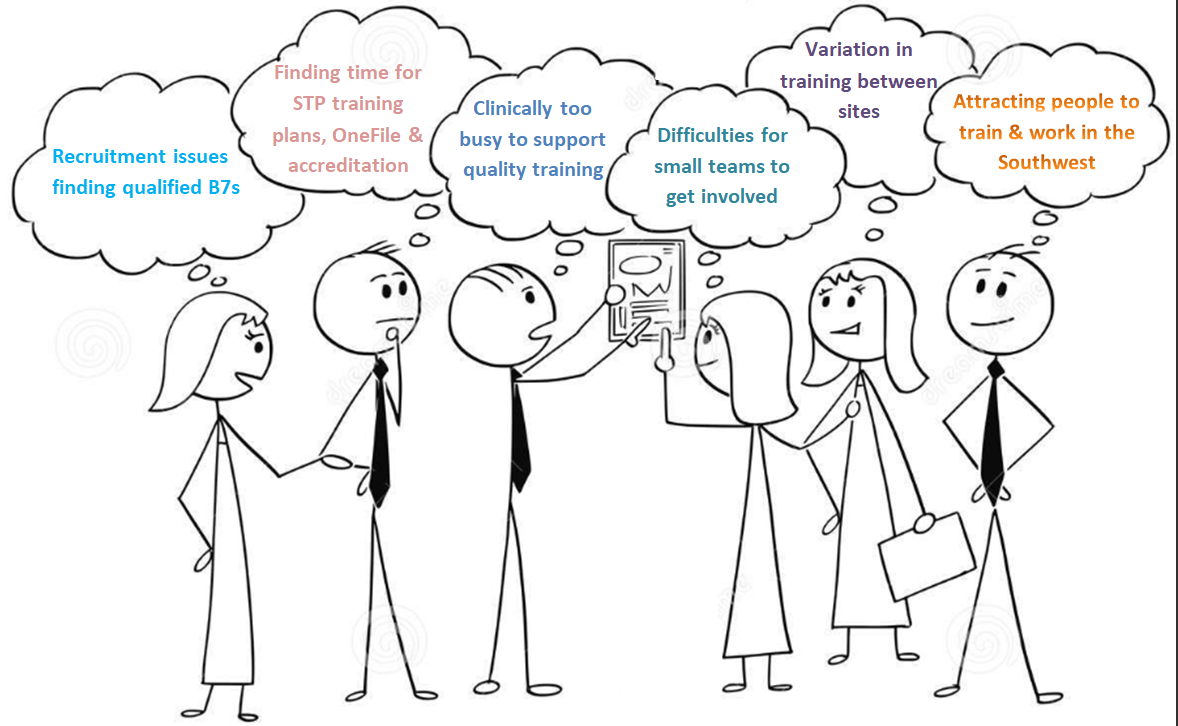 Recruitment issues
finding qualified B7s
Finding time for
STP training
plans, OneFile &
accreditation
Clinically too
busy to support
quality training
Difficulties for
small teams to
get involved
Variation in
training between
sites
Attracting people to
train & work in the
Southwest